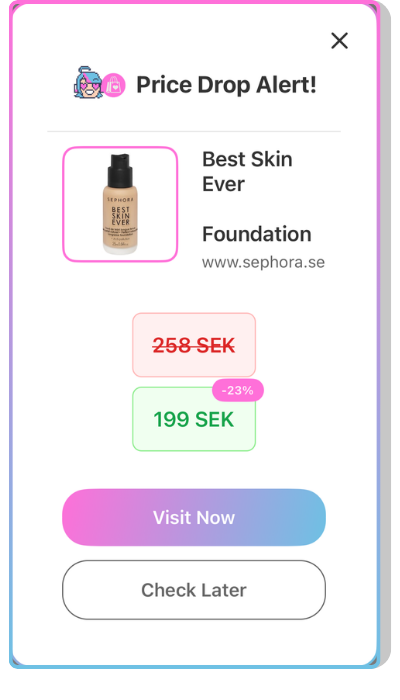 Price Drop Alert!
SEPHORA
BEST
SKIN
EVER
Best Skin
Ever
Foundation
www.sephora.se
258 SEK
-23%
199 SEK
Visit Now
Check Later